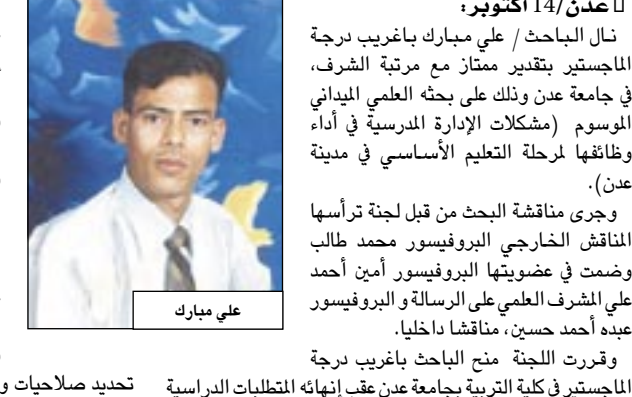 عدن/14 أكتوبر:
نال الباحث / علي مبارك باغريب درجة
الماجستير بتقدير ممتاز مع مرتبة الشرف،
في جامعة عدن وذلك على بحثه العلمي الميداني
الموسوم (مشكلات الإدارة المدرسية في أداء
وظائفها لمرحلة التعليم الأساسي في مدينة
عدن).
وجرى مناقشة البحث من قبل لجنة ترأسها
المناقش الخارجي البروفيسور محمد طالب
وضمت في عضويتها البروفيسور أمين أحمد
علي المشرف العلمي على الرسالة و البروفيسور
عبده أحمد حسين، مناقشا داخليا.
وقررت اللجنة منح الباحث باغريب درجة
الماجستير في كلية التربية بجامعة عدن عقب إنهائه المتطلبات الدراسية
علي مبارك
تحديد صلاحيات و